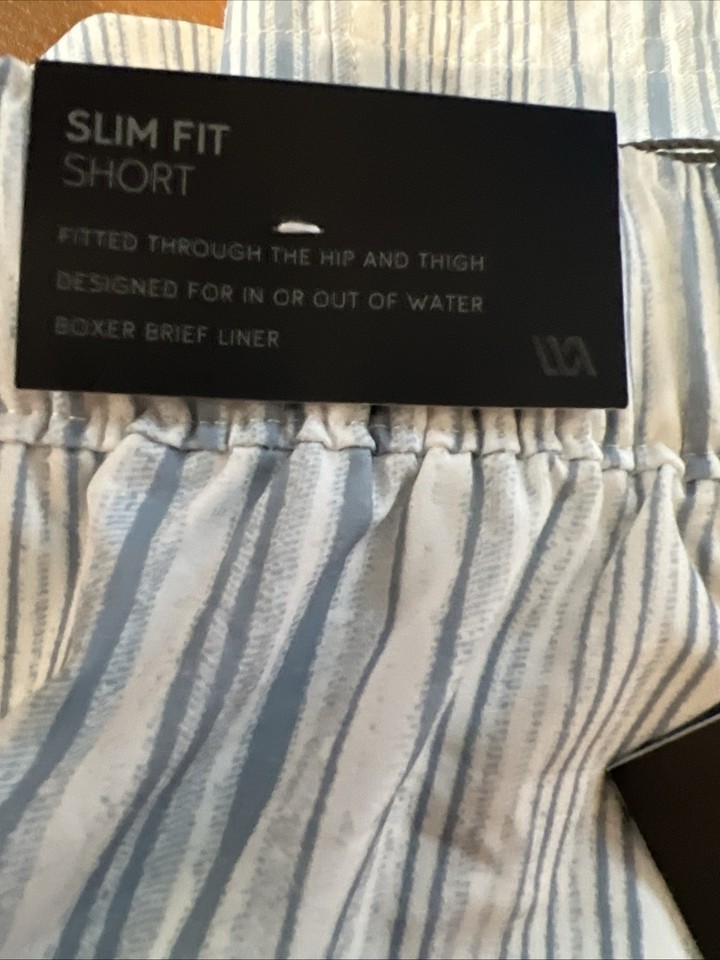 SLIM FIT
SHORT
FITTED THROUGH THE HIP AND THIGH
DESIGNED FOR IN OR OUT OF WATER
BOXER BRIEF LINER